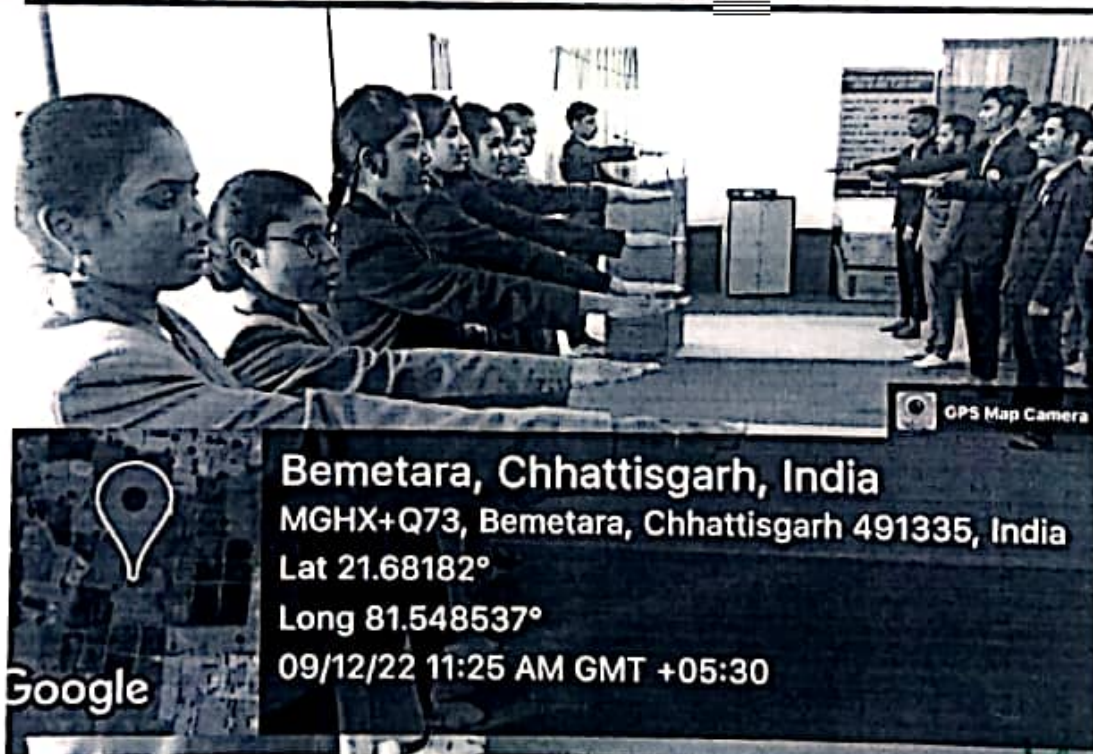 GPS Map Camera
Bemetara, Chhattisgarh, India
MGHX+Q73, Bemetara, Chhattisgarh 491335, India
Lat 21.68182°
Long 81.548537°
09/12/22 11:25 AM GMT +05:30
Google